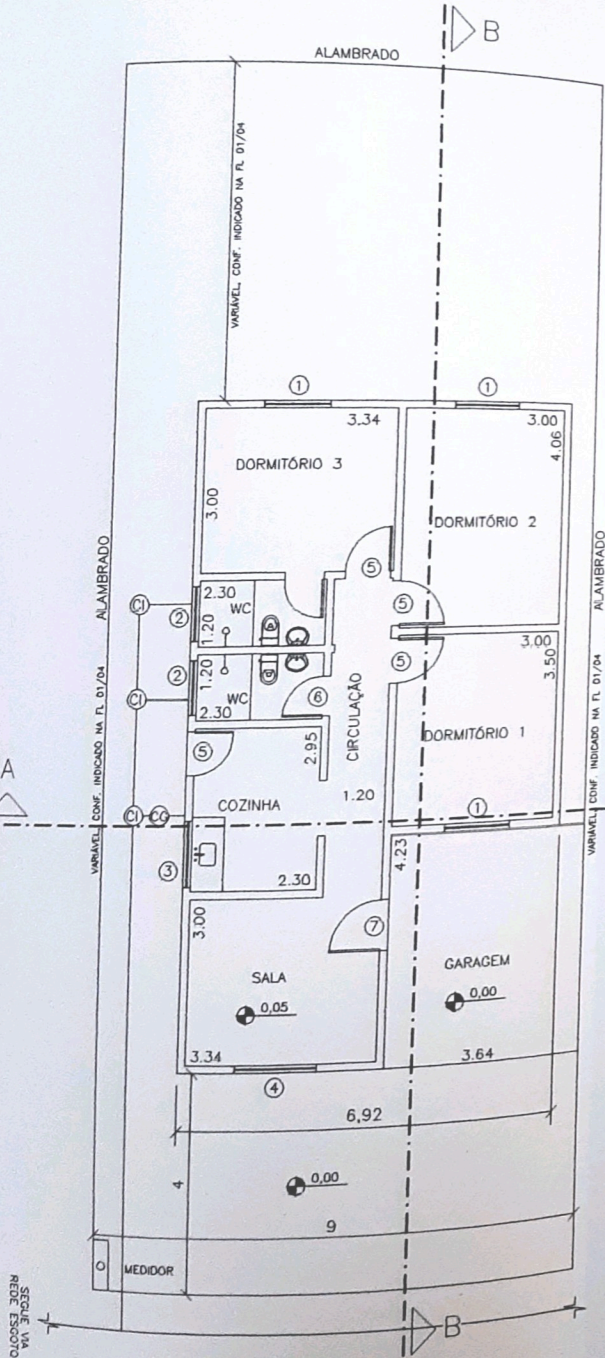 B
ALAMBRADO
VARIÁVEL, CONF. INDICADO NA FL 01/04
1
1
3.34
3.00
DORMITÓRIO 3
4.06
3.00
DORMITÓRIO 2
ALAMBRADO
ALAMBRADO
5
2.30
WC
1.20
CI
2
5
3.00
5
3.50
2
1.20
WC
2.30
CI
6
CIRCULAÇÃO
5
2.95
DORMITÓRIO 1
VARIÁVEL, CONF. INDICADO NA FL 01/04
VARIÁVEL, CONF. INDICADO NA FL 01/04
A
COZINHA
1.20
1
CI
CG
3
2.30
4.23
3.00
7
SALA
GARAGEM
0,05
0,00
3.34
3.64
4
6,92
0,00
4
9
MEDIDOR
SEGUE VIA
REDE ESGOTO
B